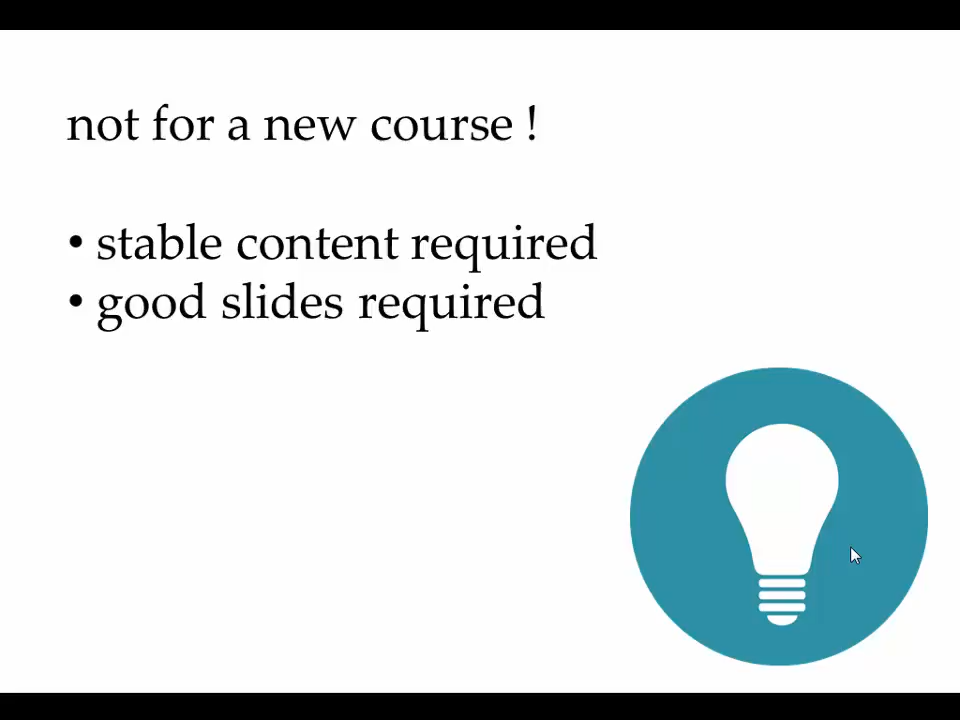 not for a new course !
• stable content required
• good slides required